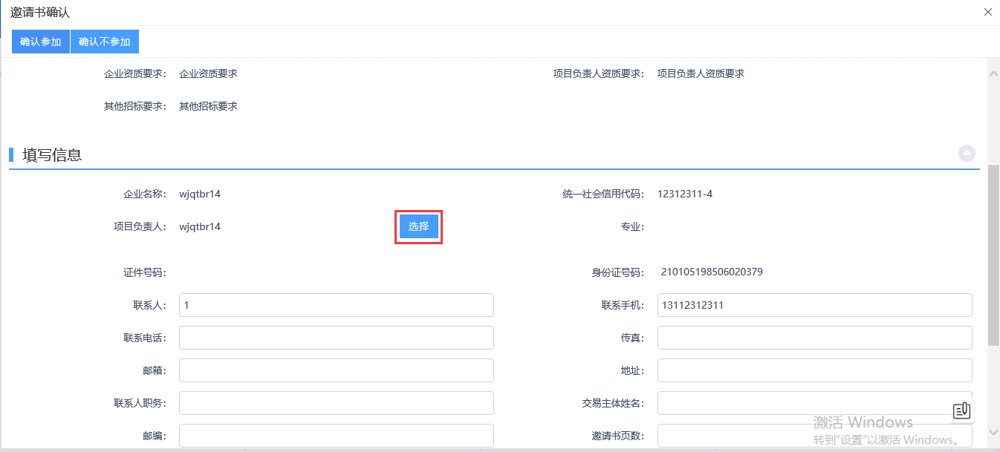 邀请书确认
确认参加 确认不参加
企业资质要求： 企业资质要求 项目负责人资质要求： 项目负责人资质要求
其他招标要求： 其他招标要求
填写信息
企业名称： wjqtbr14 统一社会信用代码： 12312311-4
项目负责人： wjqtbr14 选择 专业：
证件号码： 身份证号码： 210105198506020379
联系人： 1 联系手机： 13112312311
联系电话： 传真：
邮箱： 地址：
联系人职务： 交易主体姓名：
激活 Windows
邮编： 邀请书页数：
转到“设置”以激活 Windows。